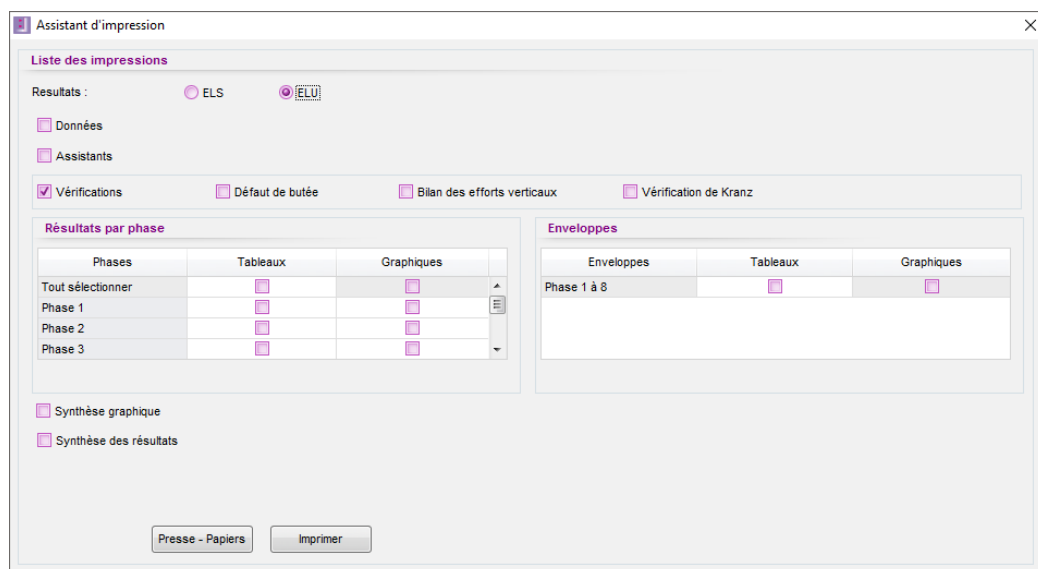 Assistant d'impression
Liste des impressions
Resultats : ELS ELU
Données
Assistants
Vérifications Défaut de butée Bilan des efforts verticaux Vérification de Kranz
Résultats par phase
Phases Tableaux Graphiques
Tout sélectionner
Phase 1
Phase 2
Phase 3
Enveloppes
Enveloppes Tableaux Graphiques
Phase 1 à 8
Synthèse graphique
Synthèse des résultats
Presse - Papiers Imprimer